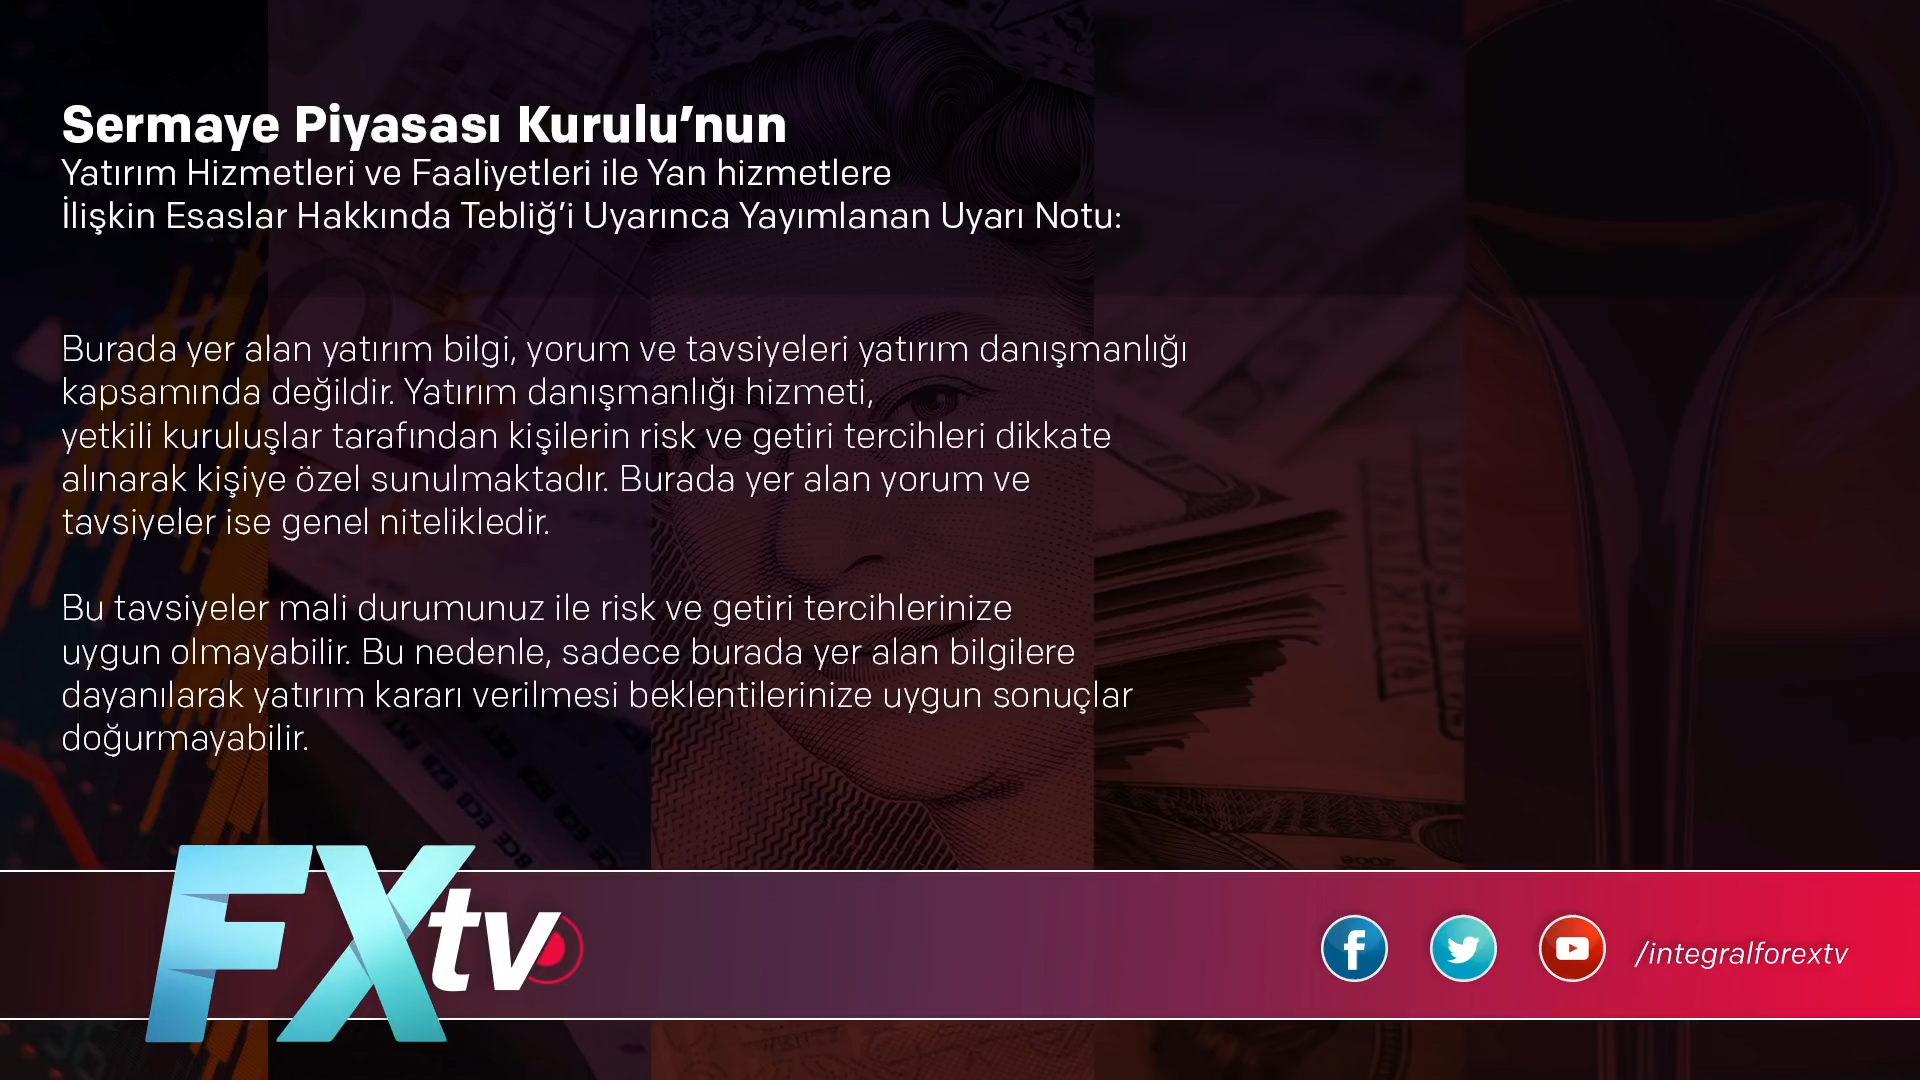 Sermaye Piyasası Kurulu’nun
Yatırım Hizmetleri ve Faaliyetleri ile Yan hizmetlere
İlişkin Esaslar Hakkında Tebliğ’i Uyarınca Yayımlanan Uyarı Notu:
Burada yer alan yatırım bilgi, yorum ve tavsiyeleri yatırım danışmanlığı
kapsamında değildir. Yatırım danışmanlığı hizmeti,
yetkili kuruluşlar tarafından kişilerin risk ve getiri tercihleri dikkate
alınarak kişiye özel sunulmaktadır. Burada yer alan yorum ve
tavsiyeler ise genel nitelikledir.
Bu tavsiyeler mali durumunuz ile risk ve getiri tercihlerinize
uygun olmayabilir. Bu nedenle, sadece burada yer alan bilgilere
dayanılarak yatırım kararı verilmesi beklentilerinize uygun sonuçlar
doğurmayabilir.
FXtv
/integralforextv